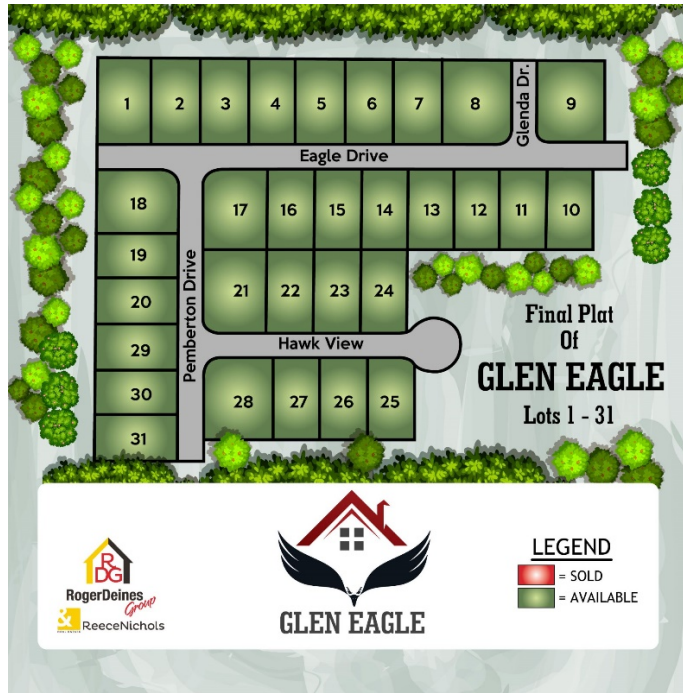 1 2 3 4 5 6 7 8 9
Glenda Dr.
Eagle Drive
18 17 16 15 14 13 12 11 10
19
20
Pemberton Drive
21 22 23 24
Hawk View
29
30
31
28 27 26 25
Final Plat
Of
GLEN EAGLE
Lots 1 - 31
RDG
RogerDeines
Group
& ReeceNichols
GLEN EAGLE
LEGEND
= SOLD
= AVAILABLE